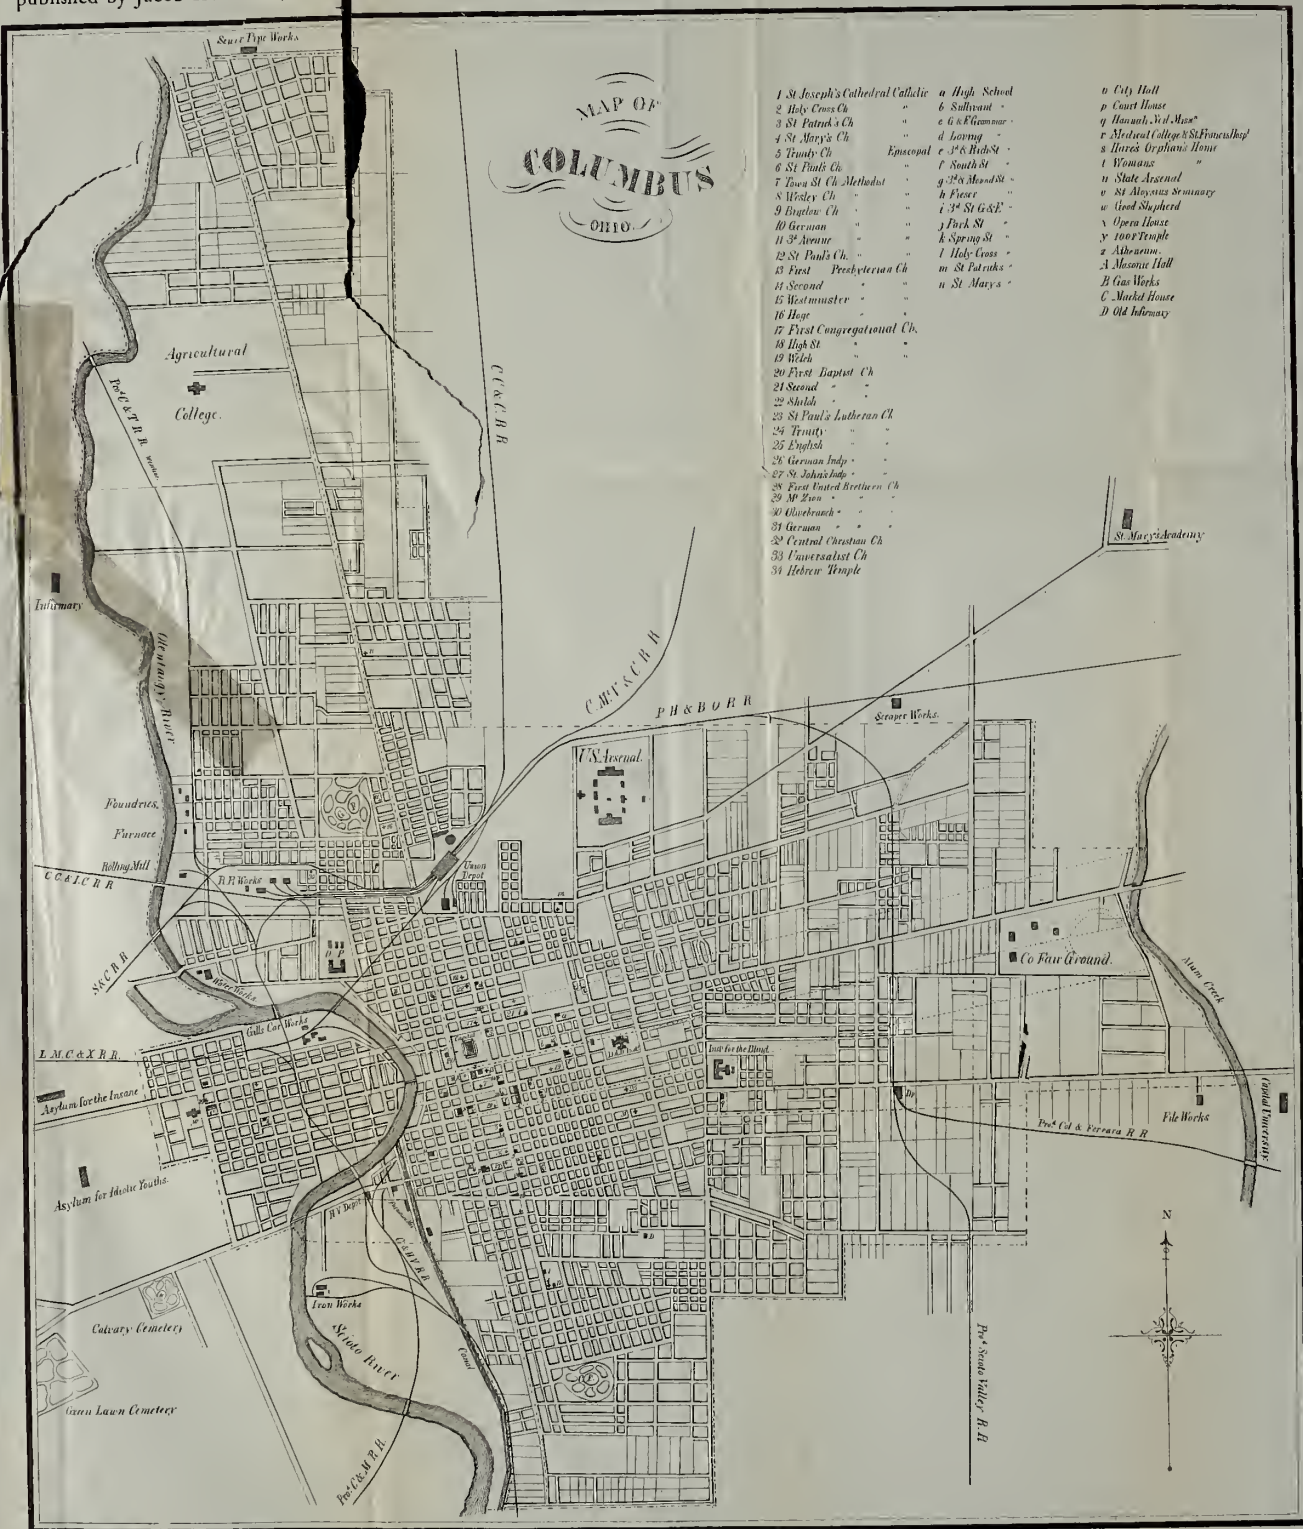 published by Jacob
MAP OF
COLUMBUS
OHIO.
1 St Joseph's Cathedral Catholic
2 Holy Cross Ch "
3 St Patrick's Ch "
4 St Mary's Ch "
5 Trinity Ch Episcopal
6 St Paul's Ch "
7 Town St Ch Methodist "
8 Wesley Ch " "
9 Bigelow Ch " "
10 German " "
11 3d Avenue " "
12 St Paul's Ch. " "
13 First Presbyterian Ch
14 Second " "
15 Westminster " "
16 Hoge " "
17 First Congregational Ch.
18 High St. " "
19 Welch " "
20 First Baptist Ch
21 Second " "
22 Shiloh " "
23 St Paul's Lutheran Ch
24 Trinity " "
25 English " "
26 German Indp " "
27 St John's Indp " "
28 First United Brethern Ch
29 Mt Zion " " "
30 Olivebranch " " "
31 German " " "
32 Central Christian Ch
33 Universalist Ch
34 Hebrew Temple
a High School
b Sullivant "
c G & F Grammar "
d Loving "
e 3d & Rich St "
f South St "
g 3d & Mound St "
h Fieser "
i 3d St G & F "
j Park St "
k Spring St "
l Holy Cross "
m St Patricks "
n St Marys "
o City Hall
p Court House
q Hannah Neil Missn
r Medical College & St. Francis Hospl
s Hare's Orphan's Home
t Womans "
u State Arsenal
v St Aloysius Seminary
w Good Shepherd
x Opera House
y IOOF Temple
z Atheneum.
A Masonic Hall
B Gas Works
C Market House
D Old Infirmary
Sewer Pipe Works
Agricultural
College.
Pro.d C & T R R
C C & C R R
St. Mary's Academy
Infirmary
Olentangy River
C. Mt. V & C R R
P H & B O R R
Scraper Works.
U.S. Arsenal.
Foundries,
Furnace
Rolling Mill
C C & I. C R R
R R Works
Union
Depot
O P
S & C R R
Water Works.
Gills Car Works
Co Fair Ground.
Alum Creek
L. M. C & X R R.
Asylum for the Insane
Inst. for the Blind.
Dp
Pro.d Col & Ferrara R R
File Works
Capital University.
Asylum for Idiotic Youths.
H V Depot
C & H V R R
Iron Works
Calvary Cemetery
Scioto River
Canal
Green Lawn Cemetery
Pro.d C & M R R.
Pro.d Scioto Valley R. R
N